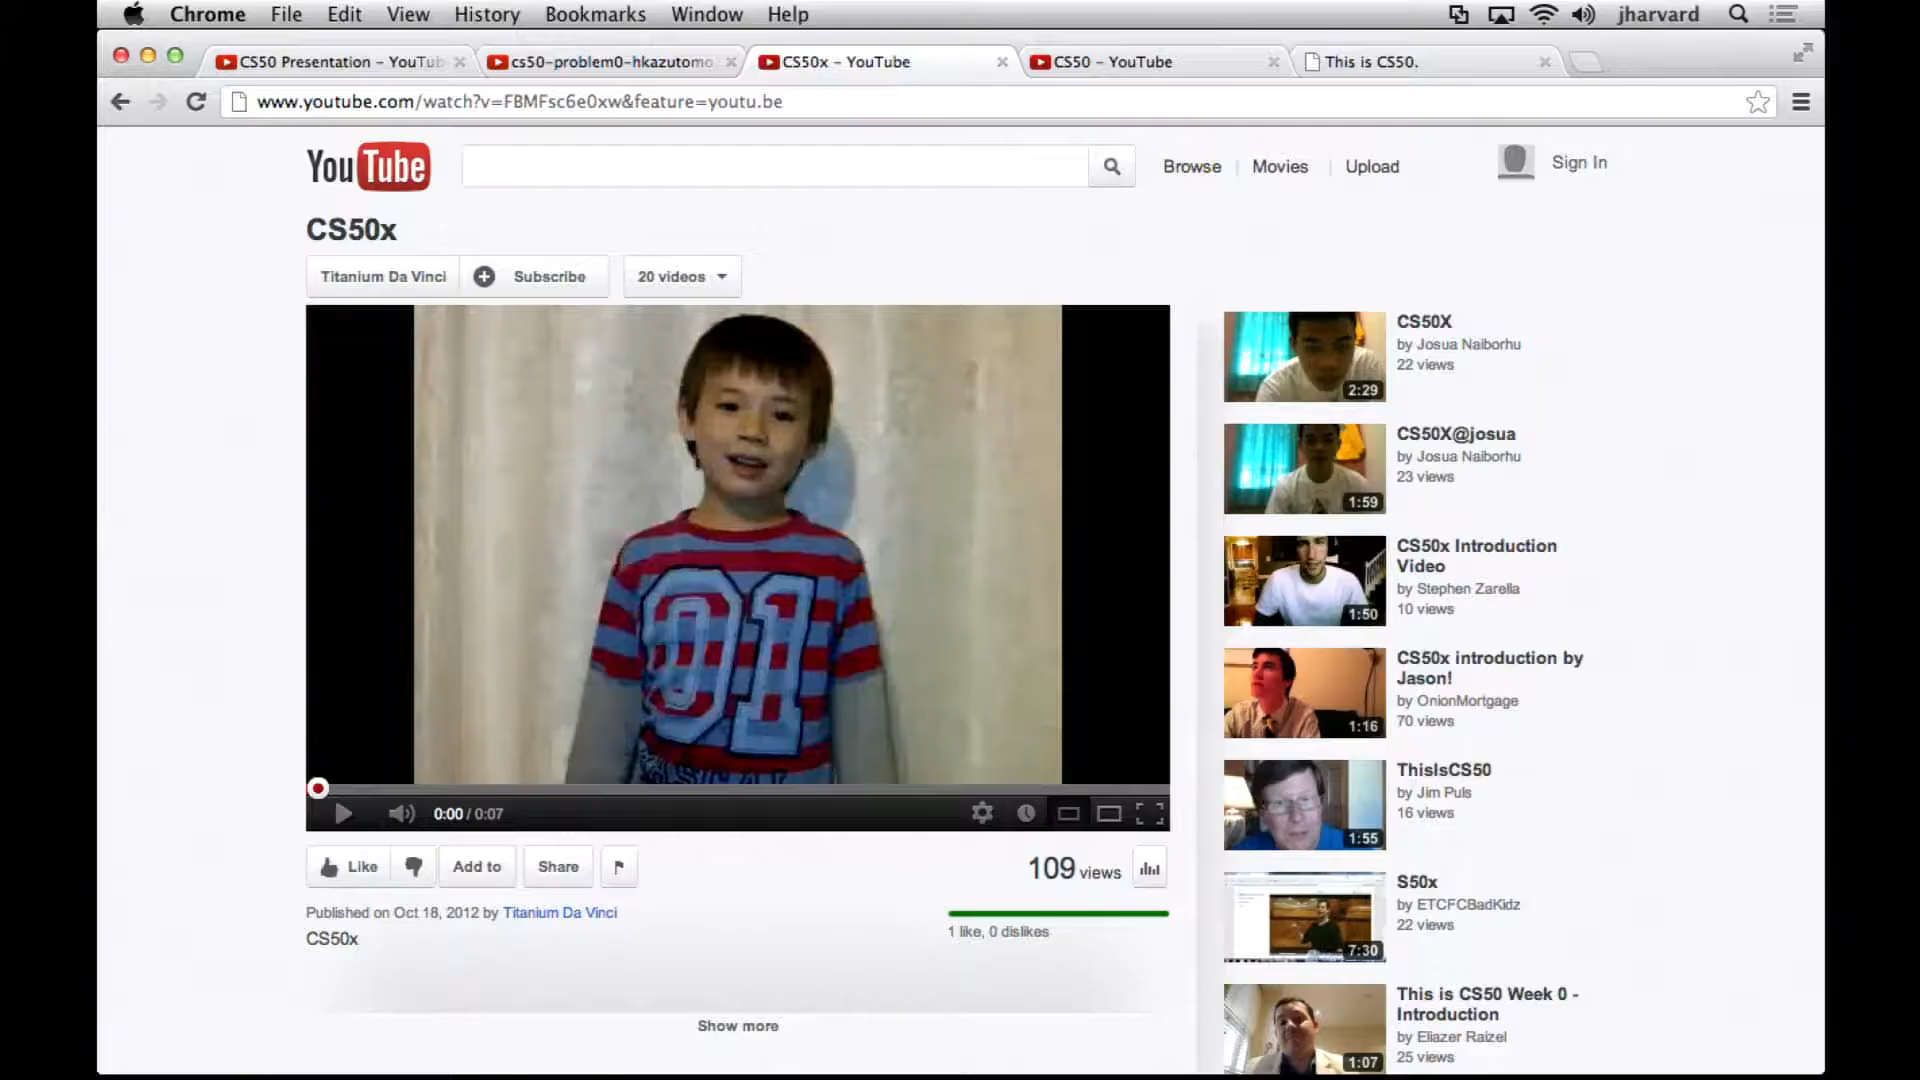 Chrome File Edit View History Bookmarks Window Help jharvard
CS50 Presentation – YouTub
cs50-problem0-hkazutomo
CS50x – YouTube
CS50 – YouTube
This is CS50.
www.youtube.com/watch?v=FBMFsc6e0xw&feature=youtu.be
YouTube
Browse
Movies
Upload
Sign In
CS50x
Titanium Da Vinci
Subscribe
20 videos
01
0:00 / 0:07
Like
Add to
Share
109 views
Published on Oct 18, 2012 by Titanium Da Vinci
1 like, 0 dislikes
CS50x
Show more
CS50X
by Josua Naiborhu
22 views
2:29
CS50X@josua
by Josua Naiborhu
23 views
1:59
CS50x Introduction
Video
by Stephen Zarella
10 views
1:50
CS50x introduction by
Jason!
by OnionMortgage
70 views
1:16
ThisIsCS50
by Jim Puls
16 views
1:55
S50x
by ETCFCBadKidz
22 views
7:30
This is CS50 Week 0 -
Introduction
by Eliazer Raizel
25 views
1:07